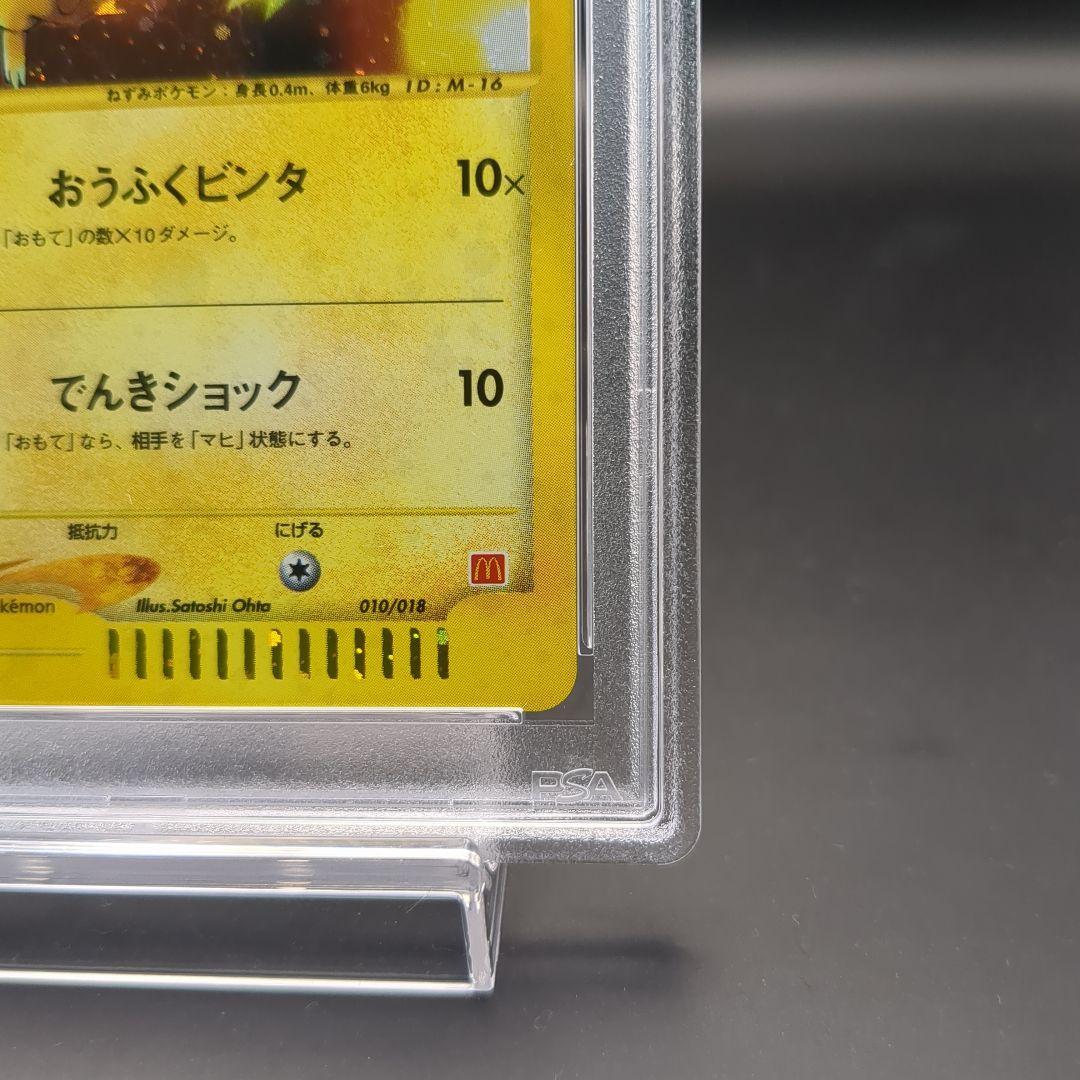 ねずみポケモン：身長0.4m、体重6kg ID:M-16
おうふくビンタ 10×
「おもて」の数×10ダメージ。
でんきショック 10
「おもて」なら、相手を「マヒ」状態にする。
抵抗力 にげる
kémon Illus.Satoshi Ohta 010/018
PSA